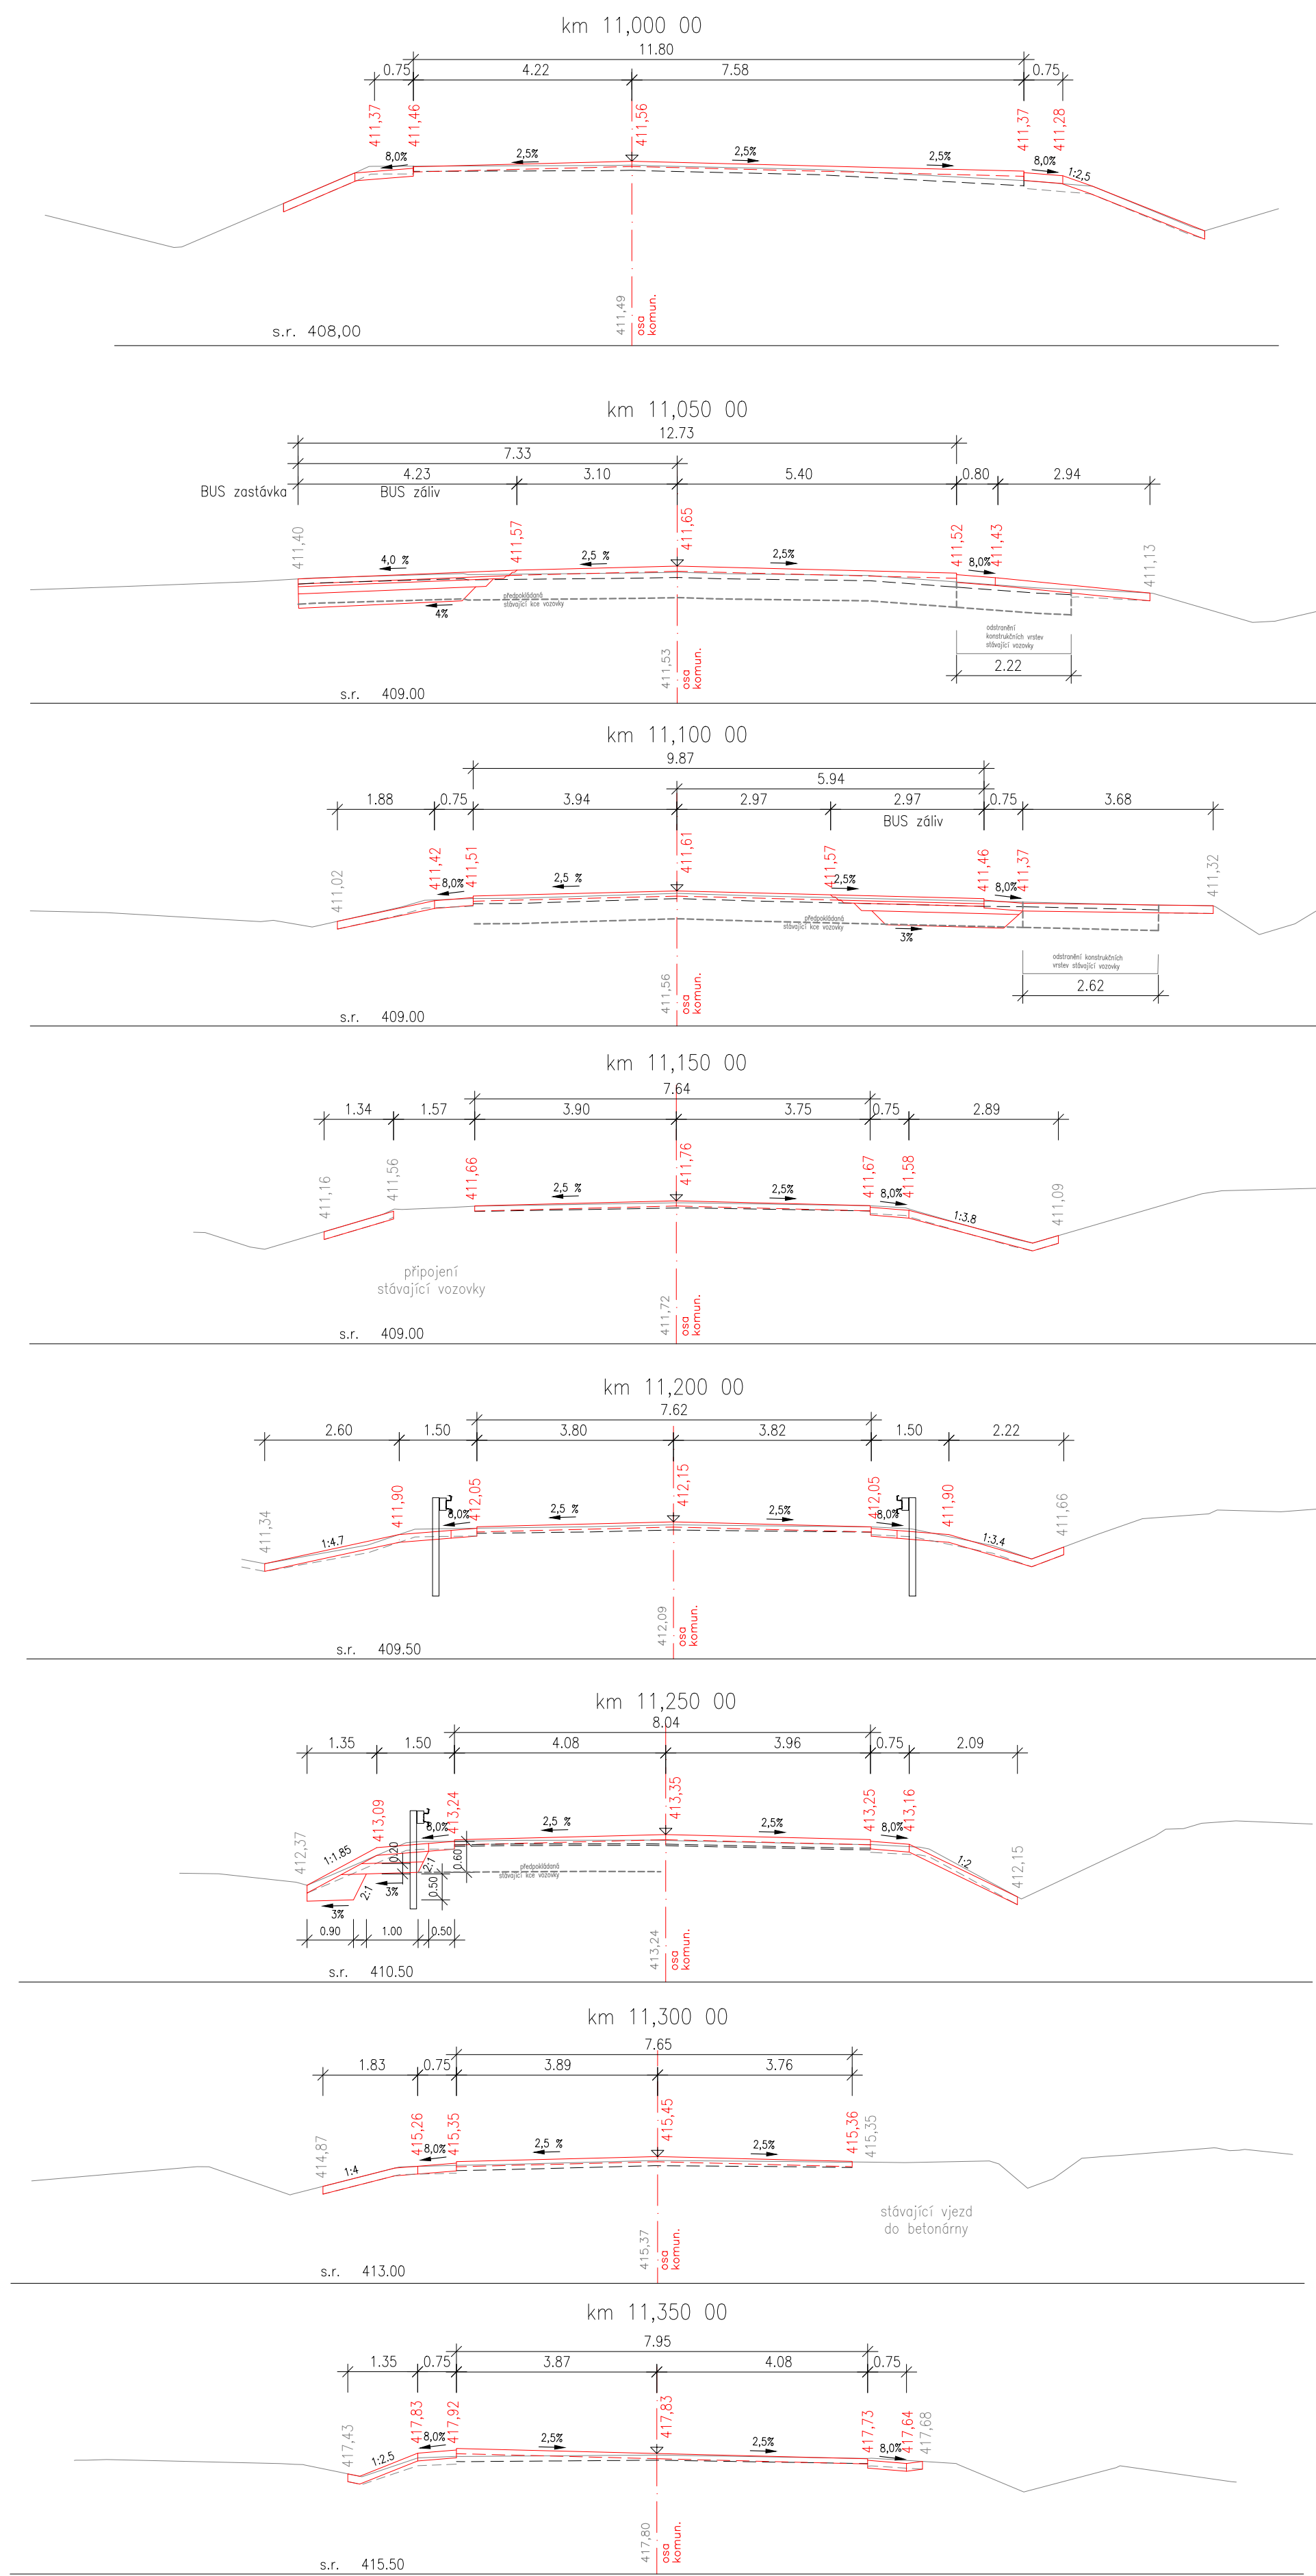 km 11,000 00
11.80
0.75 4.22 7.58 0.75
411,37 411,46 411,56 411,37 411,28
8,0% 2,5% 2,5% 2,5% 8,0% 1:2,5
411,49 osa komun.
s.r. 408,00
km 11,050 00
12.73
7.33
4.23 3.10 5.40 0.80 2.94
BUS zastávka BUS záliv
411,40 411,57 411,65 411,52 411,43 411,13
4,0 % 2,5 % 2,5% 8,0%
4%
předpokládaná
stávající kce vozovky
odstranění
konstrukčních vrstev
stávající vozovky
2.22
411,53 osa komun.
s.r. 409.00
km 11,100 00
9.87
5.94
1.88 0.75 3.94 2.97 2.97 0.75 3.68
BUS záliv
411,02 411,42 411,51 411,61 411,57 411,46 411,37 411,32
8,0% 2,5 % 2,5% 8,0%
předpokládaná
stávající kce vozovky
3%
odstranění konstrukčních
vrstev stávající vozovky
2.62
411,56 osa komun.
s.r. 409.00
km 11,150 00
7.64
1.34 1.57 3.90 3.75 0.75 2.89
411,16 411,56 411,66 411,76 411,67 411,58 411,09
2,5 % 2,5% 8,0% 1:3.8
připojení
stávající vozovky
411,72 osa komun.
s.r. 409.00
km 11,200 00
7.62
2.60 1.50 3.80 3.82 1.50 2.22
411,34 411,90 412,05 412,15 412,05 411,90 411,66
1:4.7 8,0% 2,5 % 2,5% 8,0% 1:3.4
412,09 osa komun.
s.r. 409.50
km 11,250 00
8.04
1.35 1.50 4.08 3.96 0.75 2.09
412,37 413,09 413,24 413,35 413,25 413,16 412,15
1:1.85 8,0% 2,5 % 2,5% 8,0% 1:2
0.20 2:1 0.60
předpokládaná
stávající kce vozovky
2:1 3% 0.50
3%
0.90 1.00 0.50
413,24 osa komun.
s.r. 410.50
km 11,300 00
7.65
1.83 0.75 3.89 3.76
414,87 415,26 415,35 415,45 415,36 415,35
1:4 8,0% 2,5 % 2,5%
stávající vjezd
do betonárny
415,37 osa komun.
s.r. 413.00
km 11,350 00
7.95
1.35 0.75 3.87 4.08 0.75
417,43 417,83 417,92 417,83 417,73 417,64 417,68
1:2.5 8,0% 2,5% 2,5% 8,0%
417,80 osa komun.
s.r. 415.50